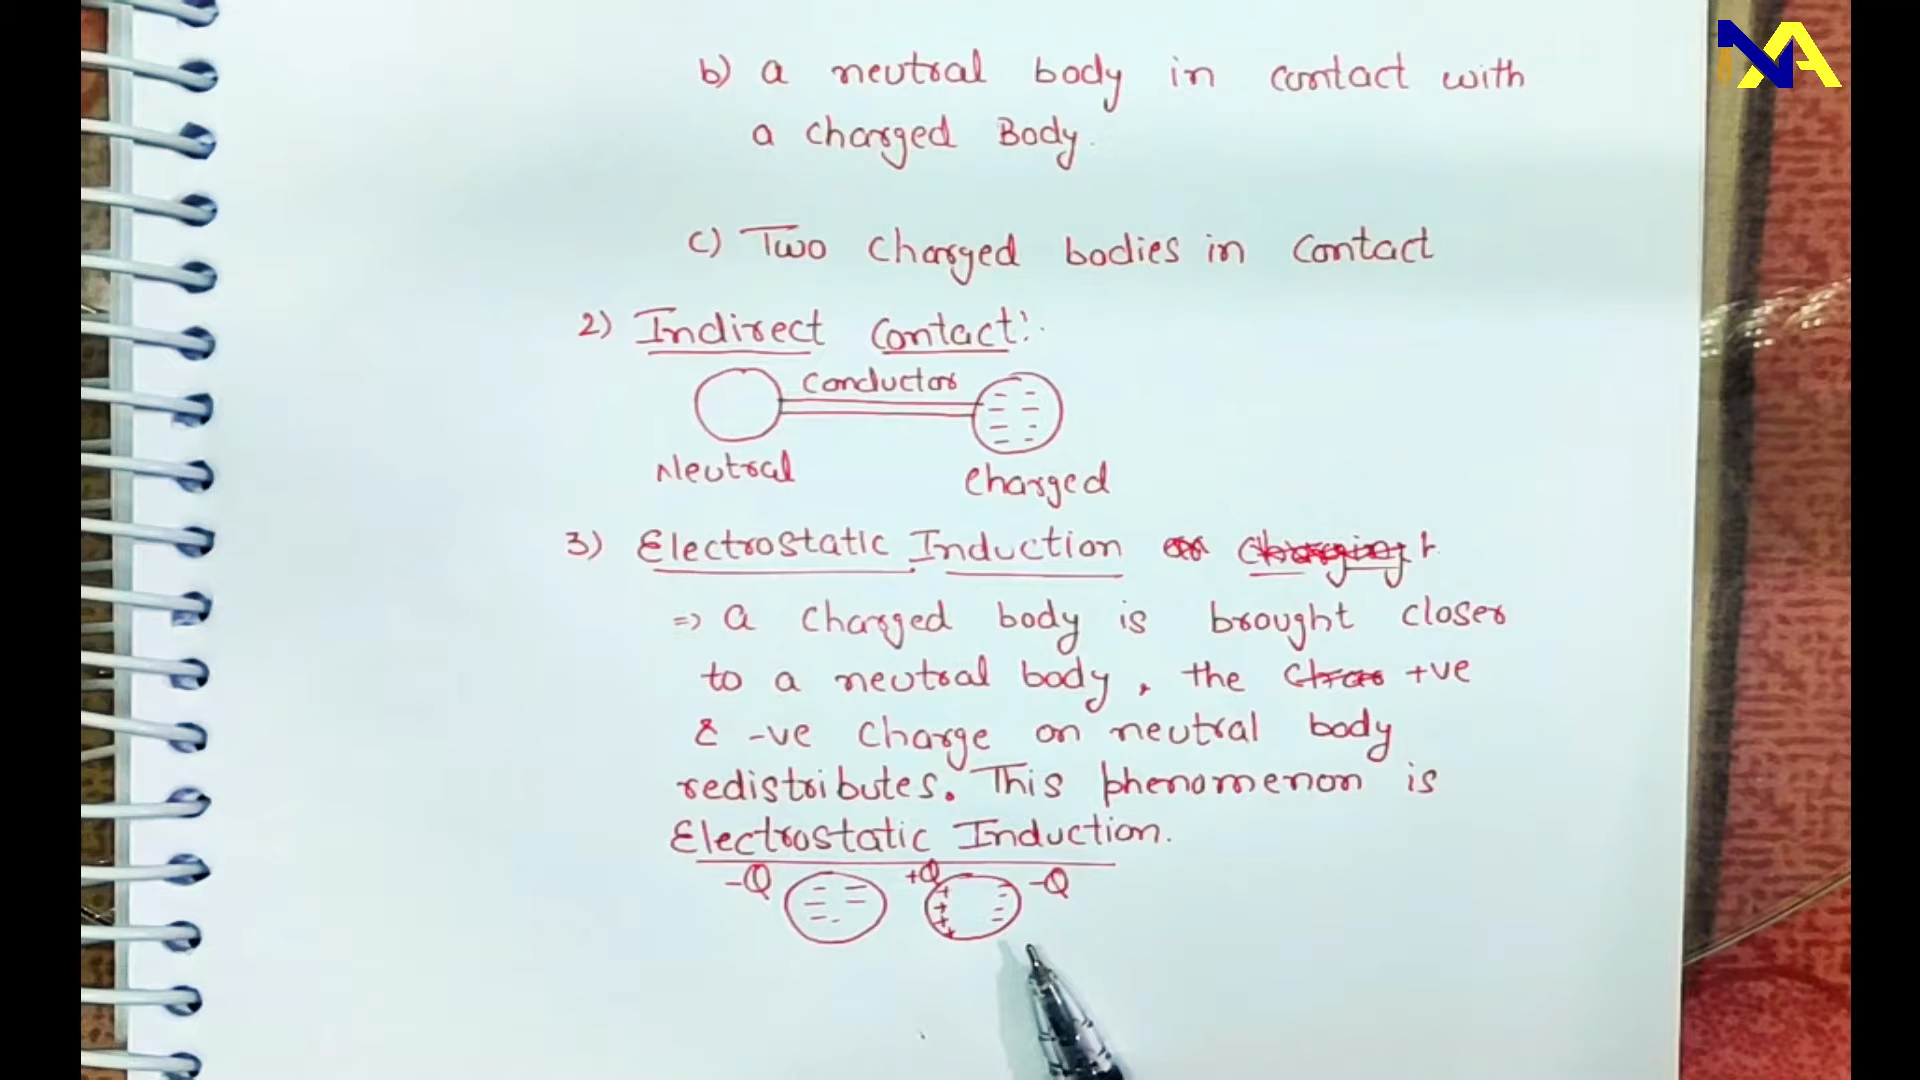 b) a neutral body in contact with
a charged Body.
c) Two charged bodies in contact
2) Indirect Contact:
Conductor
Neutral
Charged
3) Electrostatic Induction
=> a charged body is brought closer
to a neutral body, the +ve
& -ve charge on neutral body
redistributes. This phenomenon is
Electrostatic Induction.
-Q +Q -Q
NA